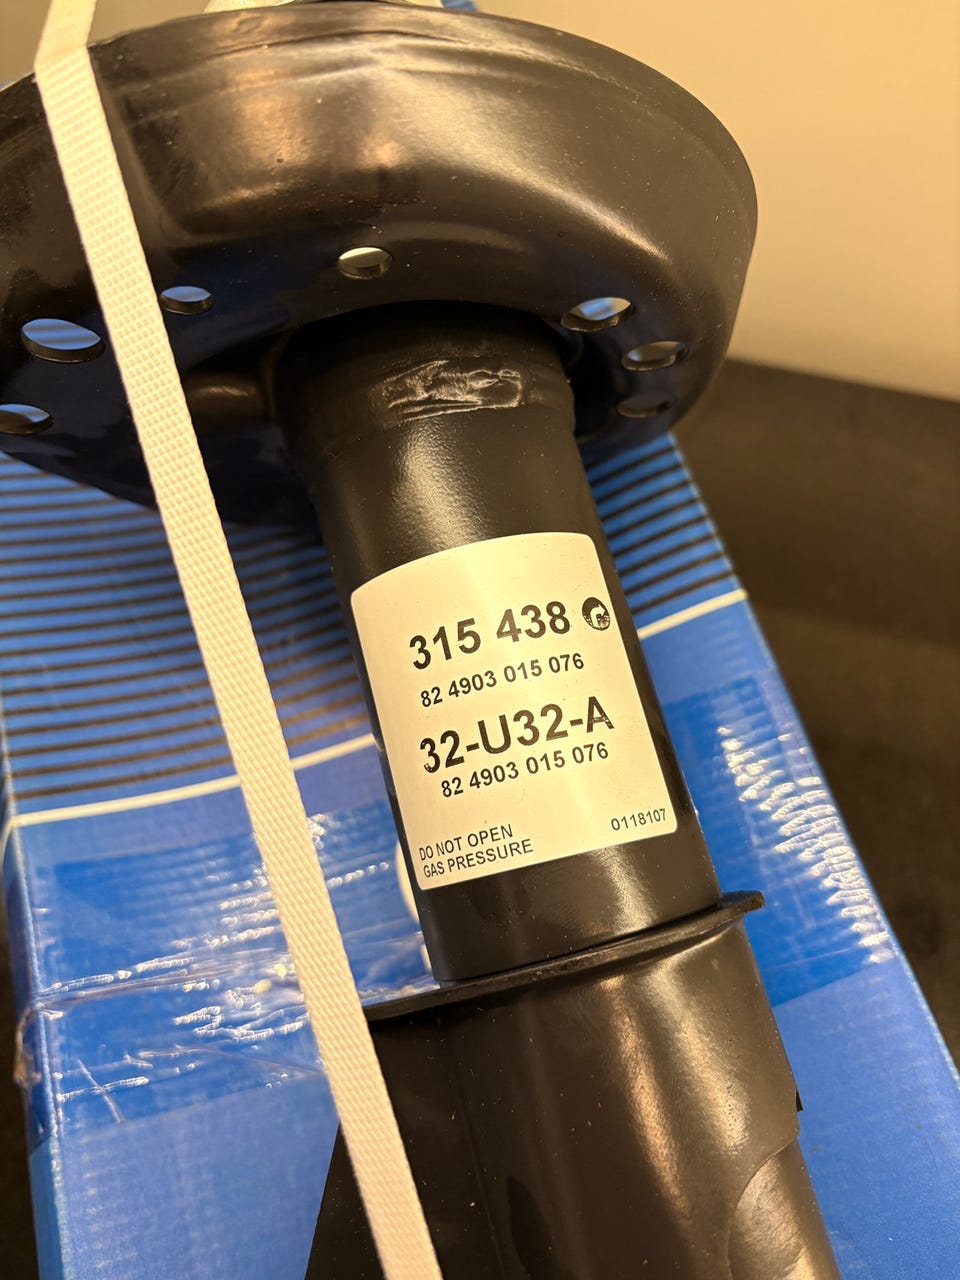 315 438
82 4903 015 076
32-U32-A
82 4903 015 076
DO NOT OPEN
GAS PRESSURE
0118107